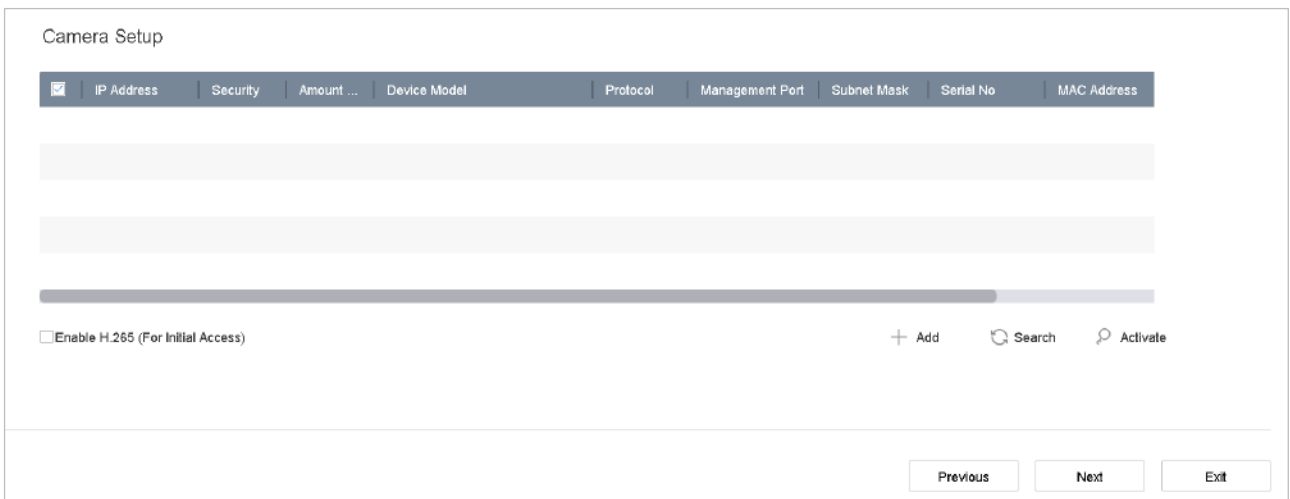 Camera Setup
IP Address Security Amount ... Device Model Protocol Management Port Subnet Mask Serial No MAC Address
Enable H.265 (For Initial Access) Add Search Activate
Previous Next Exit